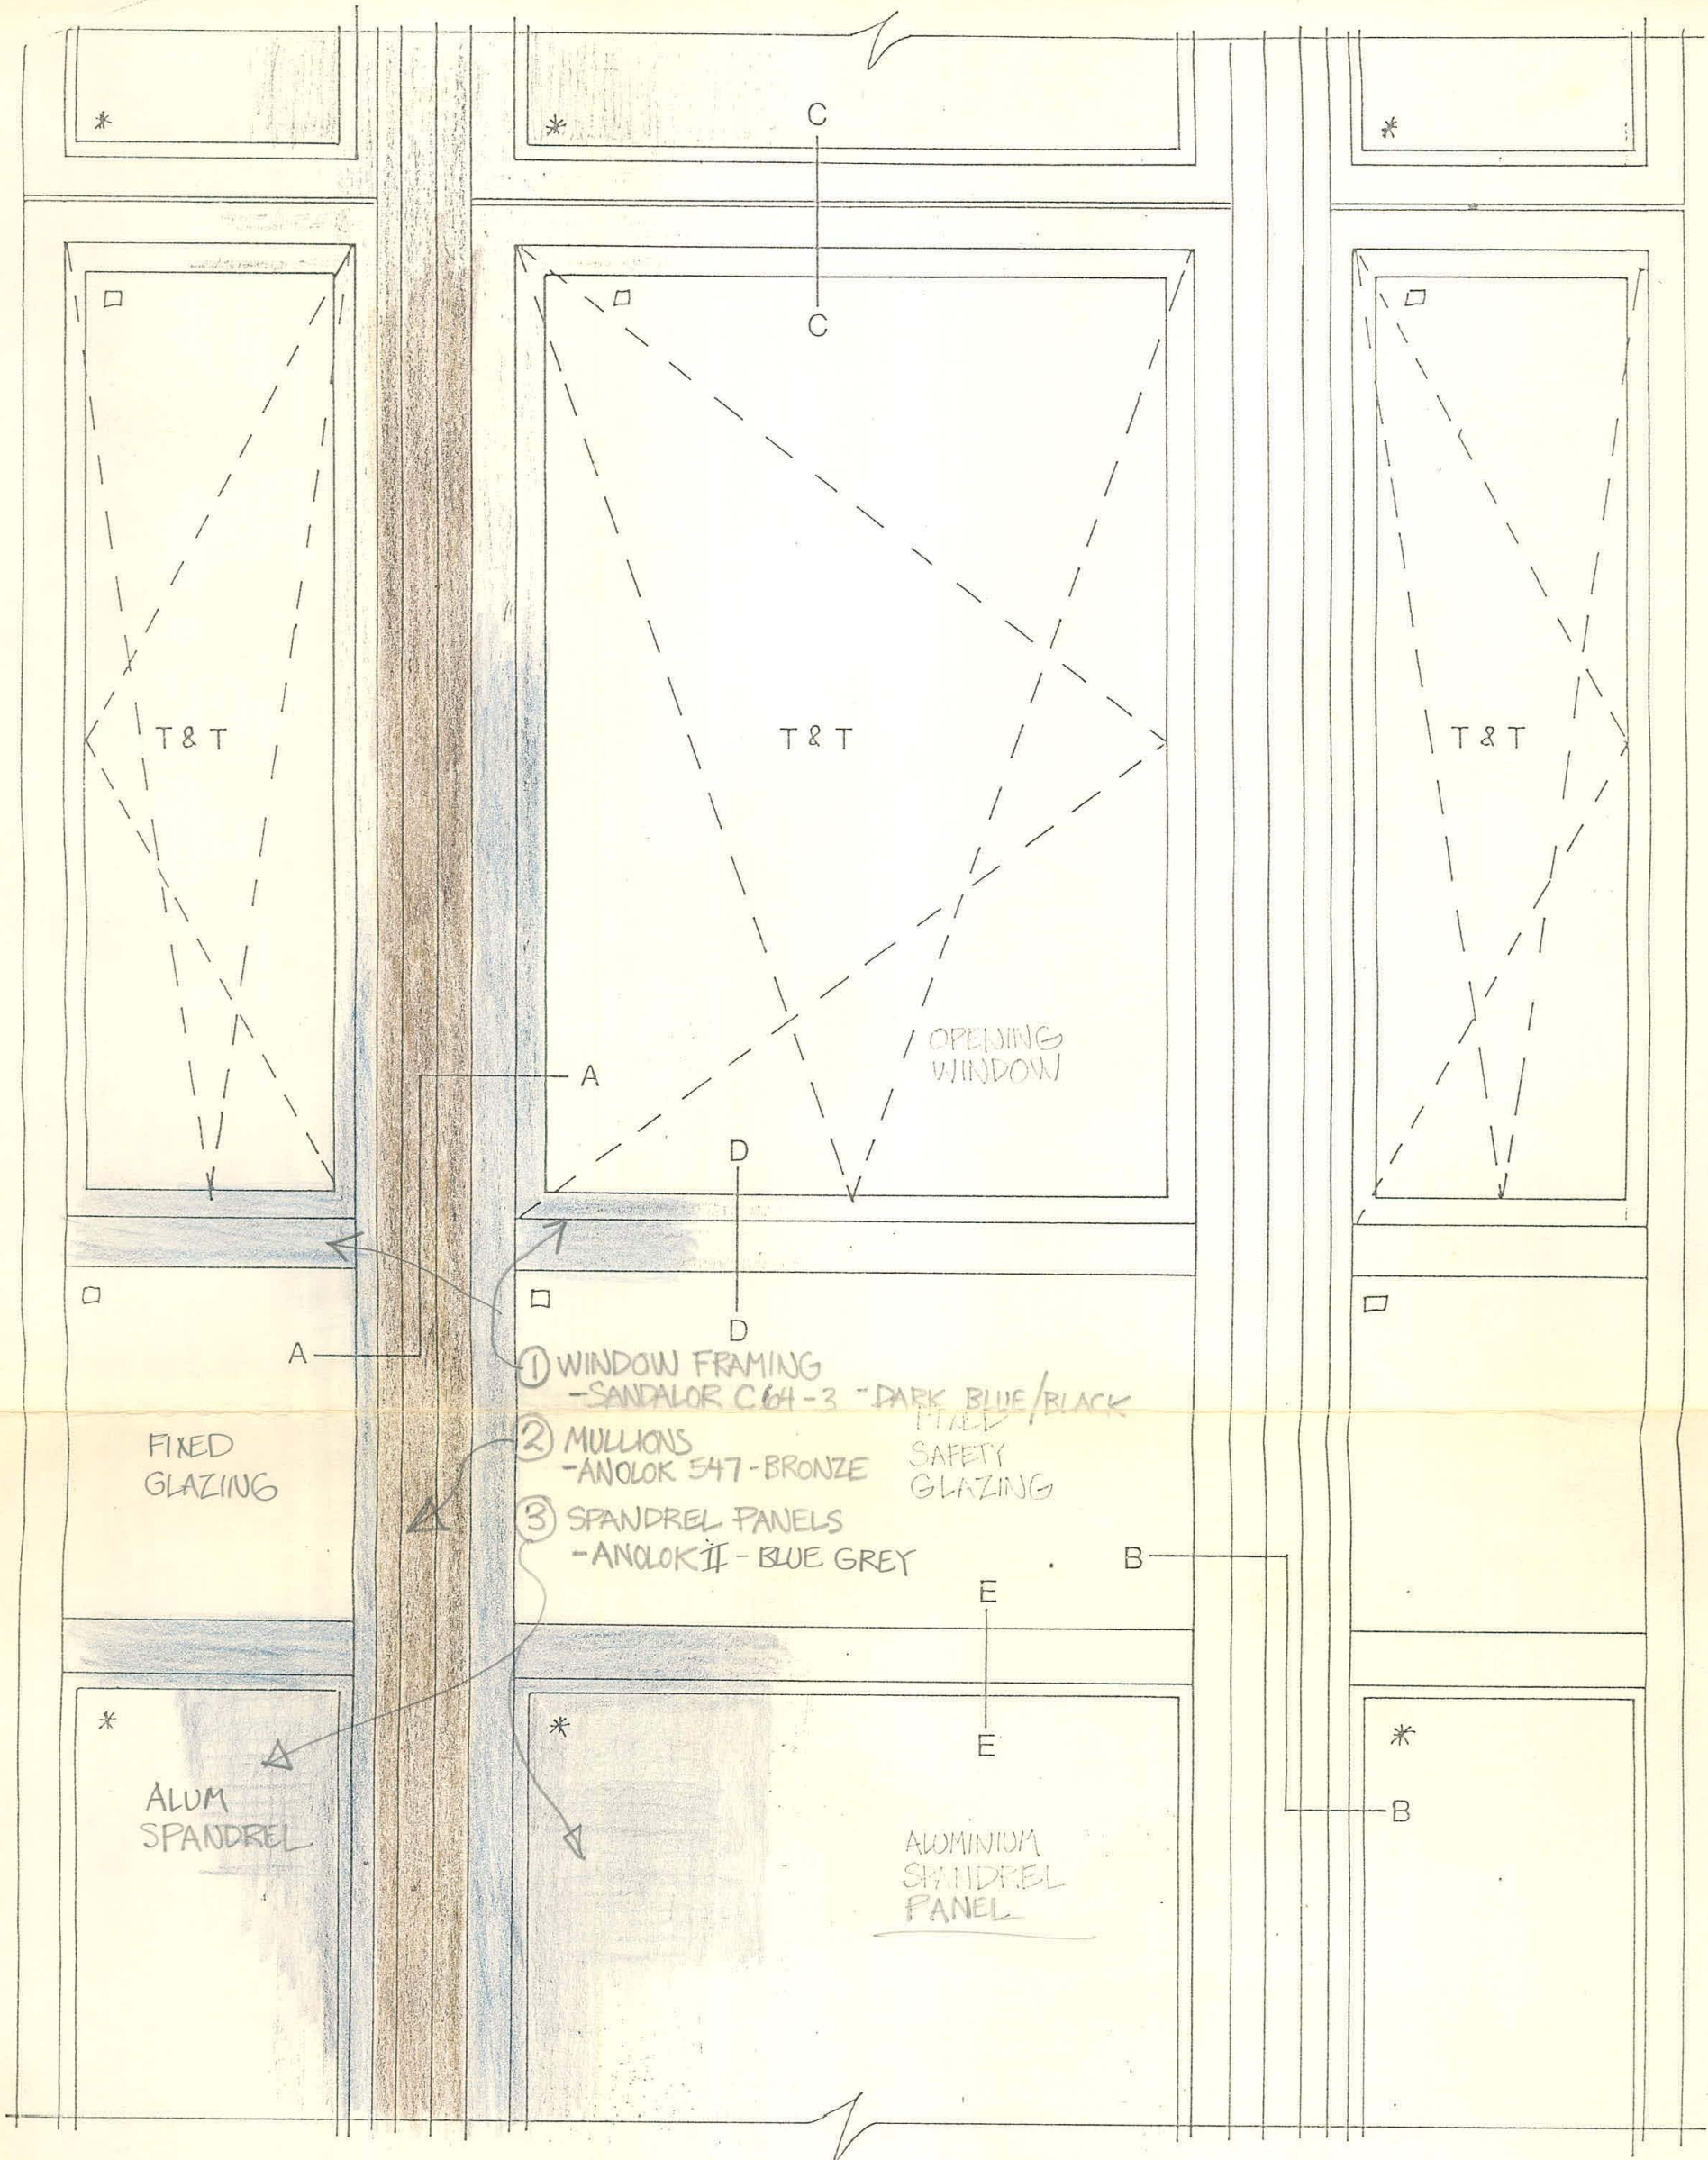 *
*
*
C
C
T & T
T & T
T & T
OPENING
WINDOW
A
A
D
D
① WINDOW FRAMING
-SANDALOR C64-3 -DARK BLUE/BLACK
② MULLIONS
-ANOLOK 547-BRONZE
③ SPANDREL PANELS
-ANOLOK II - BLUE GREY
FIXED
SAFETY
GLAZING
FIXED
GLAZING
B
B
E
E
*
*
*
ALUM
SPANDREL
ALUMINIUM
SPANDREL
PANEL